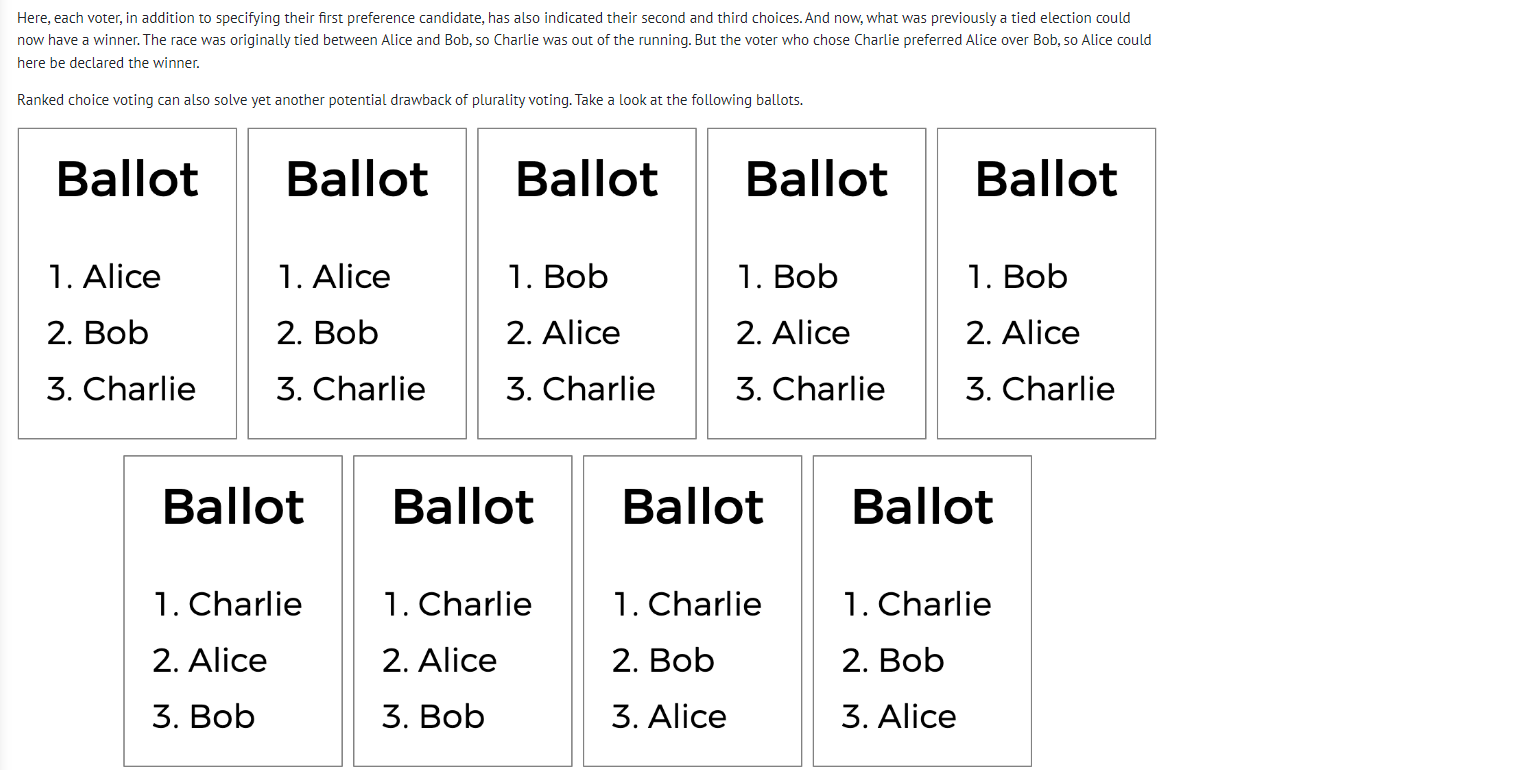 Here, each voter, in addition to specifying their first preference candidate, has also indicated their second and third choices. And now, what was previously a tied election could
now have a winner. The race was originally tied between Alice and Bob, so Charlie was out of the running. But the voter who chose Charlie preferred Alice over Bob, so Alice could
here be declared the winner.
Ranked choice voting can also solve yet another potential drawback of plurality voting. Take a look at the following ballots.
Ballot
1. Alice
2. Bob
3. Charlie
Ballot
1. Alice
2. Bob
3. Charlie
Ballot
1. Bob
2. Alice
3. Charlie
Ballot
1. Bob
2. Alice
3. Charlie
Ballot
1. Bob
2. Alice
3. Charlie
Ballot
1. Charlie
2. Alice
3. Bob
Ballot
1. Charlie
2. Alice
3. Bob
Ballot
1. Charlie
2. Bob
3. Alice
Ballot
1. Charlie
2. Bob
3. Alice